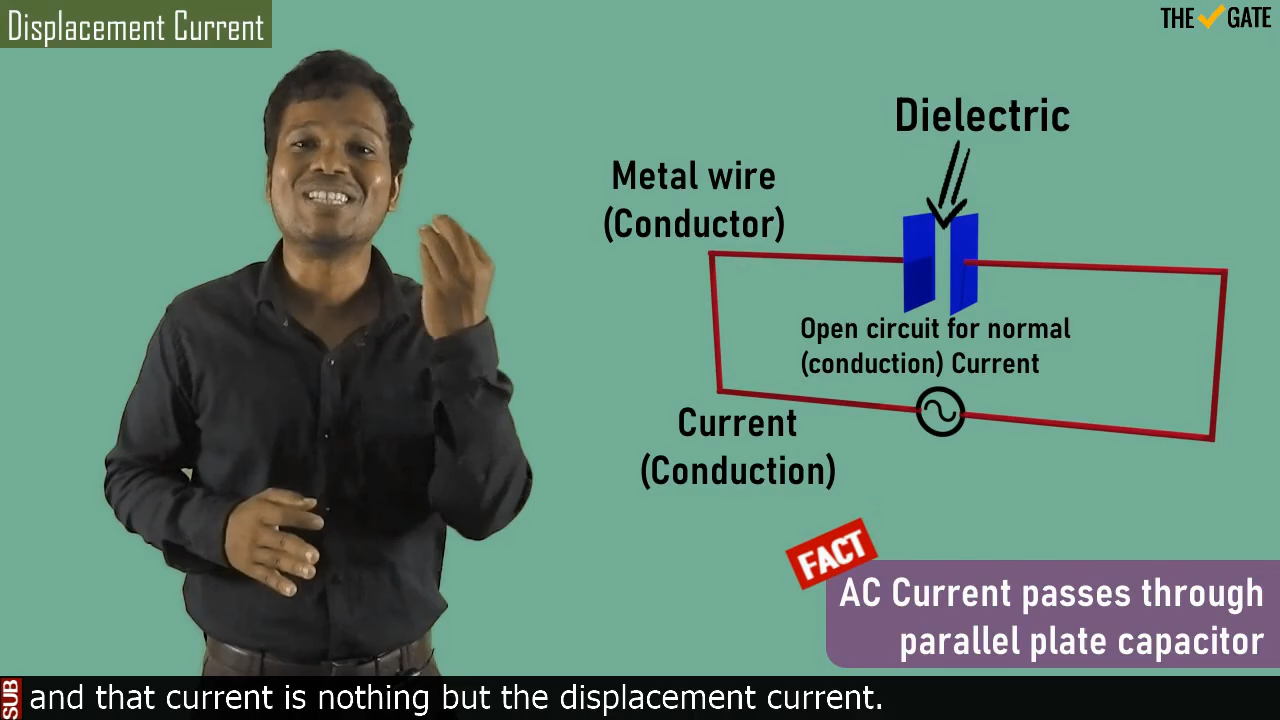 Displacement Current
THE GATE
Dielectric
Metal wire
(Conductor)
Open circuit for normal
(conduction) Current
Current
(Conduction)
FACT
AC Current passes through
parallel plate capacitor
SUB
and that current is nothing but the displacement current.